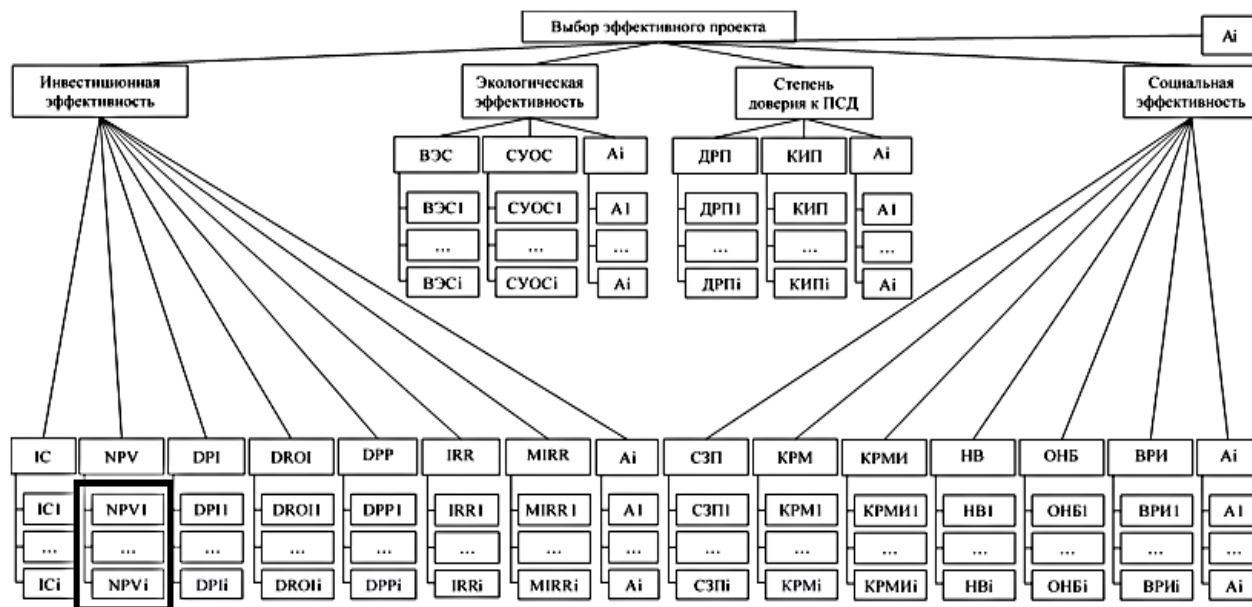 Выбор эффективного проекта
Ai
Инвестиционная
эффективность
Экологическая
эффективность
Степень
доверия к ПСД
Социальная
эффективность
ВЭС СУОС Ai ДРП КИП Ai
ВЭС1 СУОС1 A1 ДРП1 КИП A1
... ... ... ... ... ...
ВЭСi СУОСi Ai ДРПi КИПi Ai
IC NPV DPI DROI DPP IRR MIRR Ai СЗП КРМ КРМИ НВ ОНБ ВРИ Ai
IC1 NPV1 DPI1 DROI1 DPP1 IRR1 MIRR1 A1 СЗП1 КРМ1 КРМИ1 НВ1 ОНБ1 ВРИ1 A1
... ... ... ... ... ... ... ... ... ... ... ... ... ... ...
ICi NPVi DPIi DROIi DPPi IRRi MIRRi Ai СЗПi КРМi КРМИi НВi ОНБi ВРИi Ai